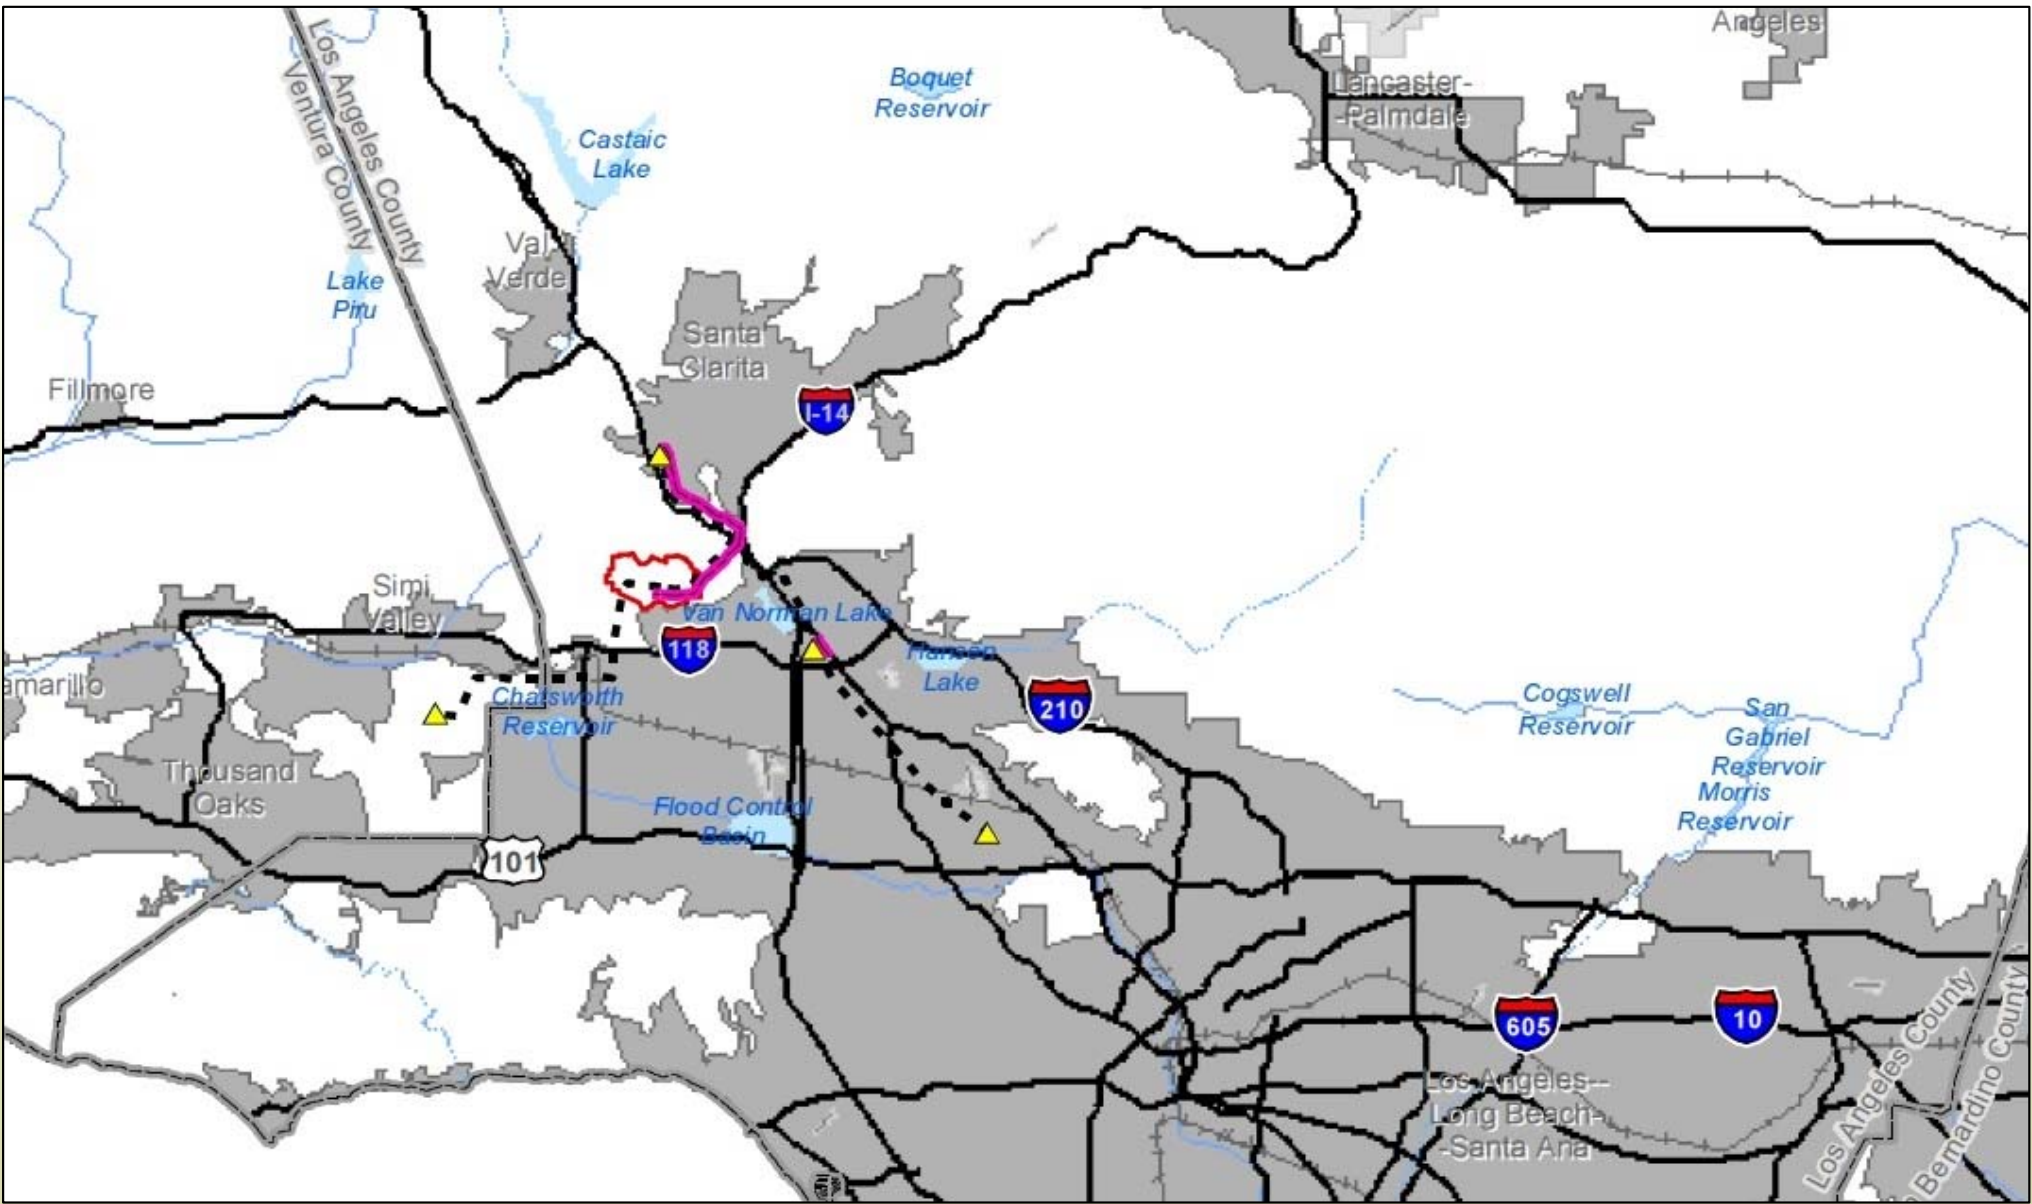 Angeles
Los Angeles County
Ventura County
Boquet
Reservoir
Lancaster-
-Palmdale
Castaic
Lake
Val
Verde
Lake
Piru
Santa
Clarita
Fillmore
I-14
Simi
Valley
Van Norman Lake
118
Hansen
Lake
amarillo
Chatsworth
Reservoir
210
Cogswell
Reservoir
San
Gabriel
Reservoir
Morris
Reservoir
Thousand
Oaks
Flood Control
Basin
101
605
10
Los Angeles--
Long Beach-
-Santa Ana
Los Angeles County
Bernardino County